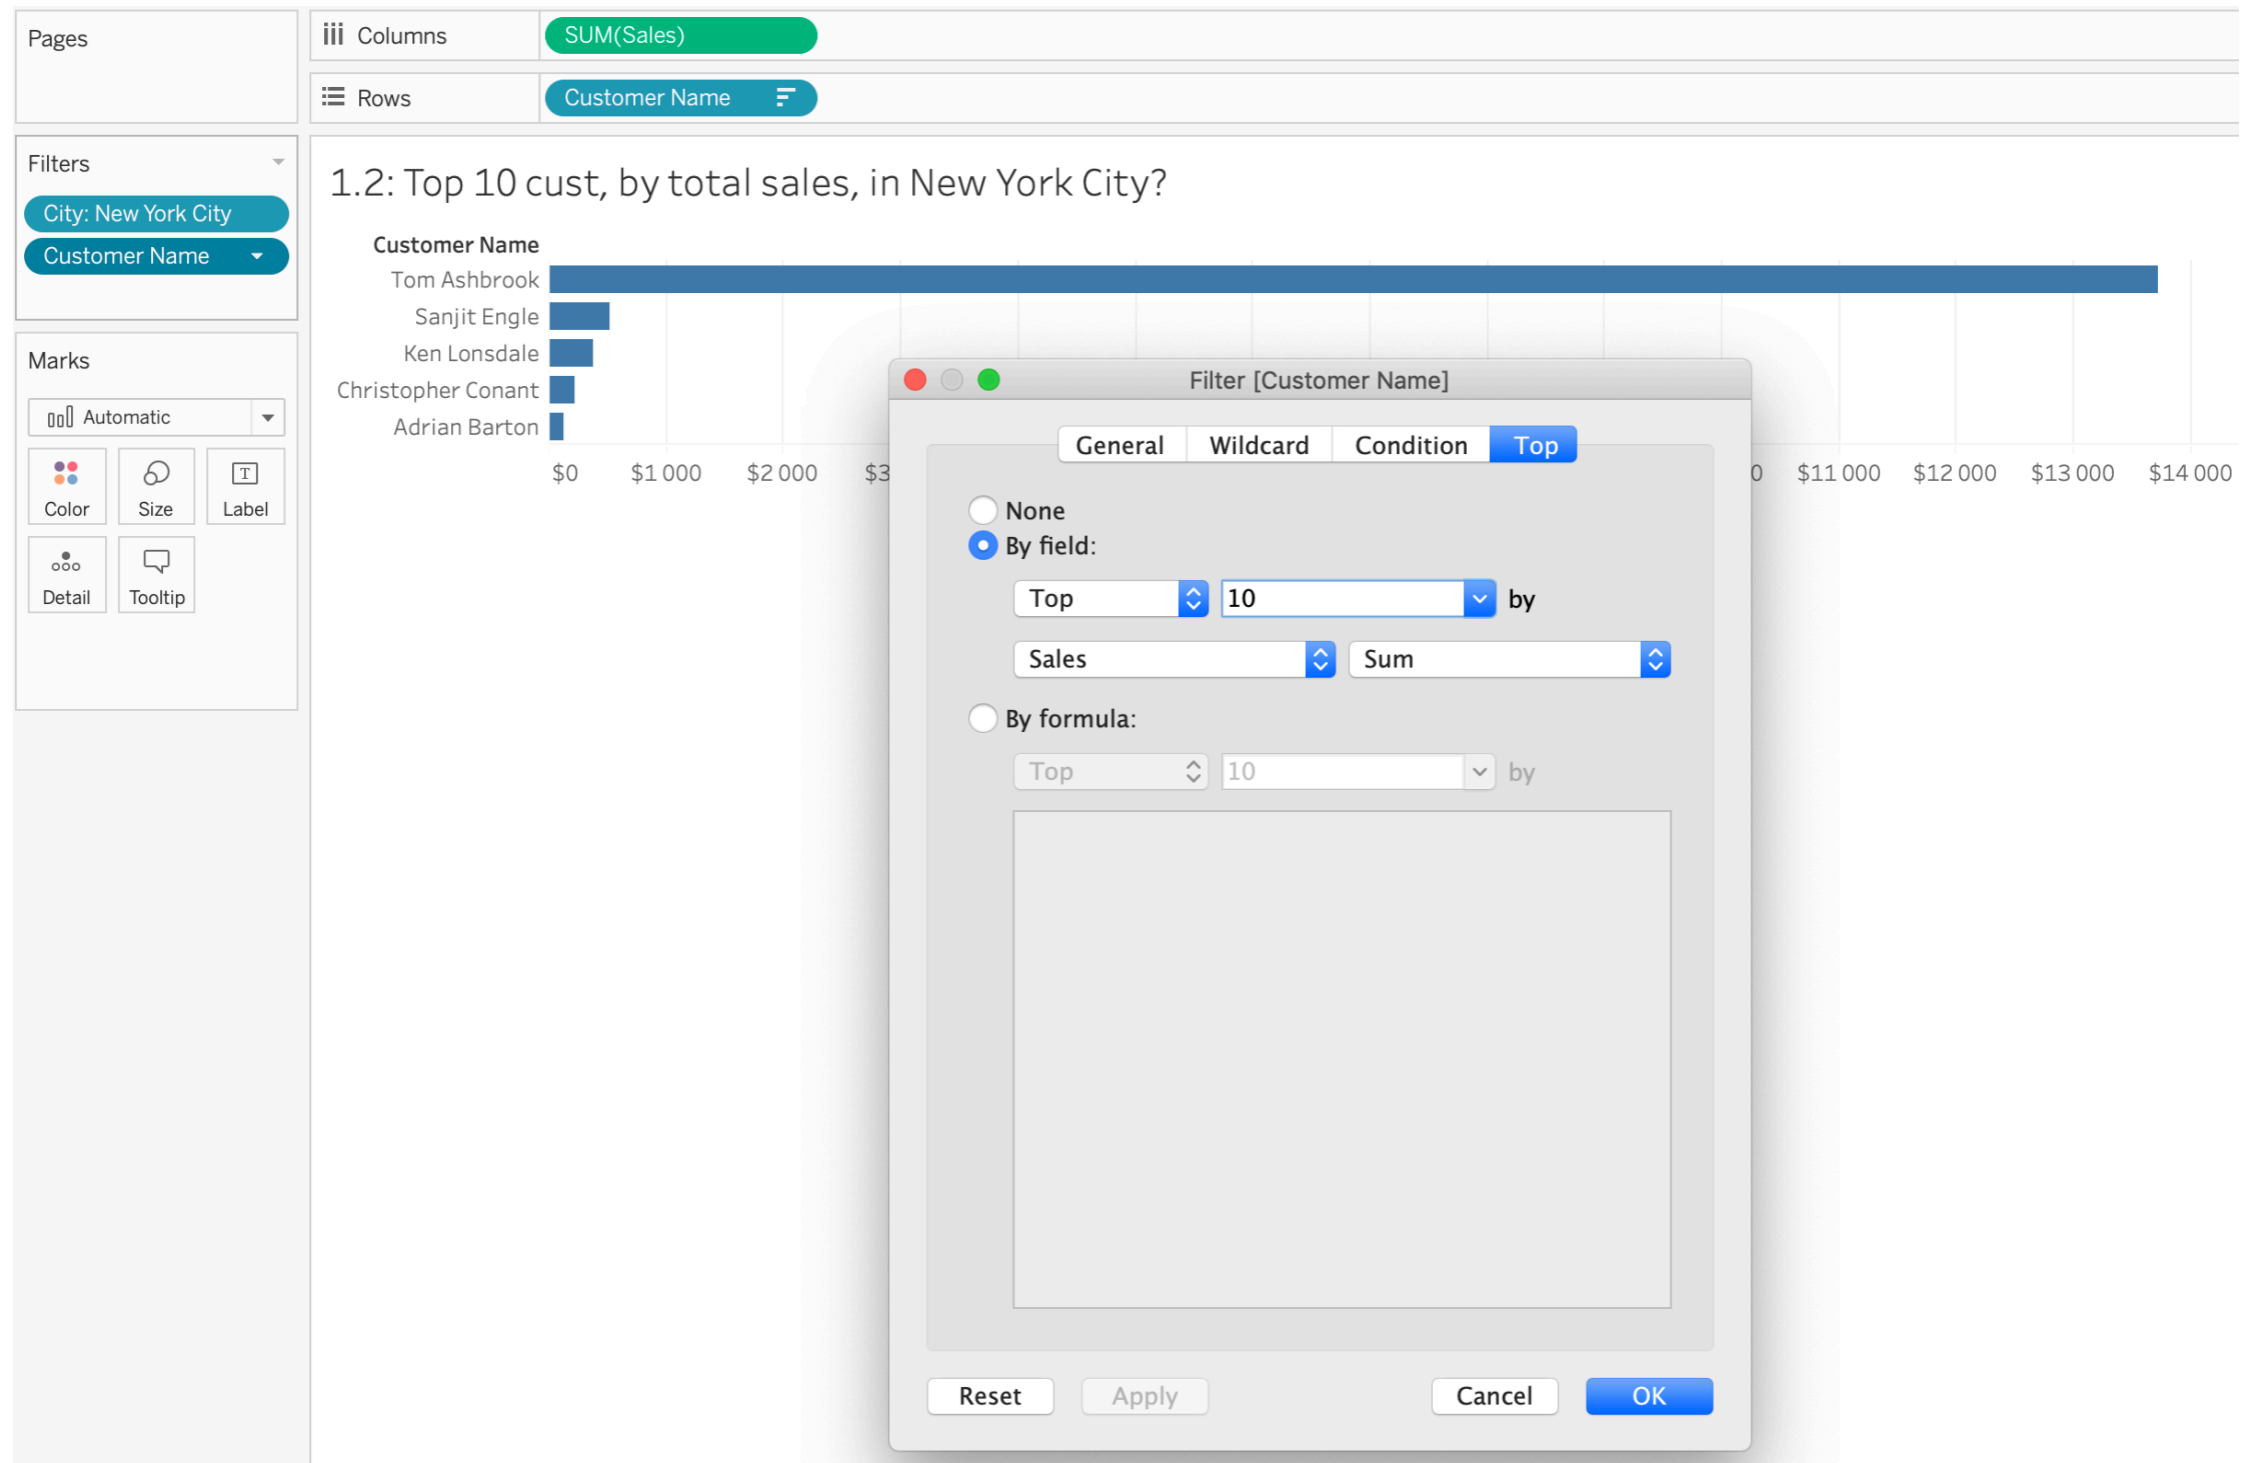 Pages
Columns
SUM(Sales)
Rows
Customer Name
Filters
City: New York City
Customer Name
Marks
Automatic
Color
Size
T
Label
Detail
Tooltip
1.2: Top 10 cust, by total sales, in New York City?
Customer Name
Tom Ashbrook
Sanjit Engle
Ken Lonsdale
Christopher Conant
Adrian Barton
$0 $1 000 $2 000 $3 0 $11 000 $12 000 $13 000 $14 000
Filter [Customer Name]
General Wildcard Condition Top
None
By field:
Top 10 by
Sales Sum
By formula:
Top 10 by
Reset Apply Cancel OK